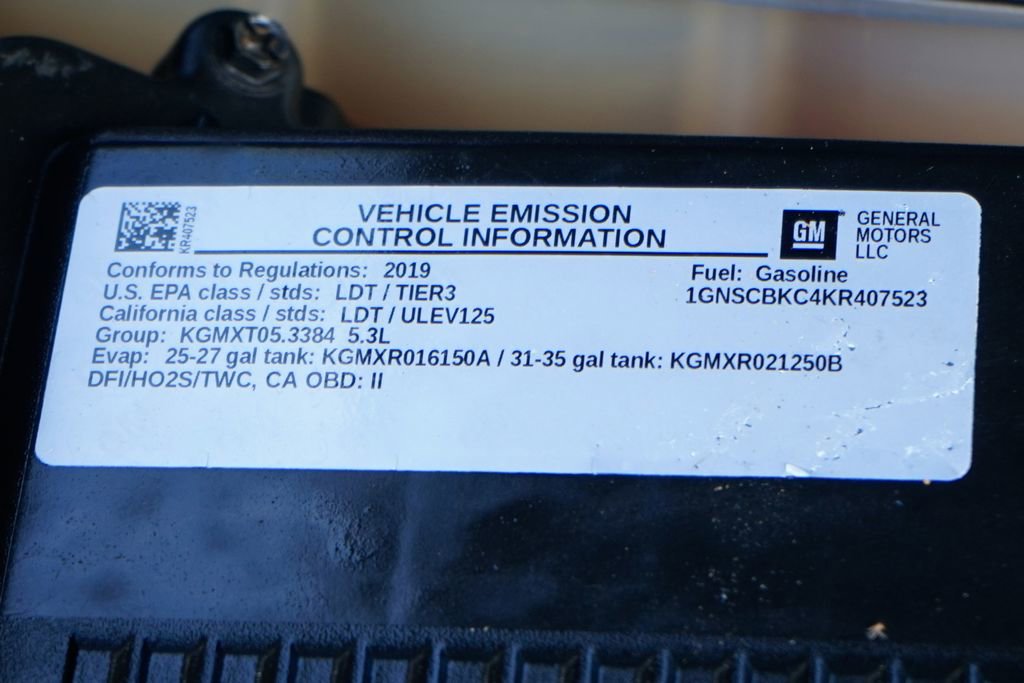 KR407523
VEHICLE EMISSION
CONTROL INFORMATION
GM
GENERAL
MOTORS
LLC
Conforms to Regulations: 2019
Fuel: Gasoline
U.S. EPA class / stds: LDT / TIER3
1GNSCBKC4KR407523
California class / stds: LDT / ULEV125
Group: KGMXT05.3384 5.3L
Evap: 25-27 gal tank: KGMXR016150A / 31-35 gal tank: KGMXR021250B
DFI/HO2S/TWC, CA OBD: II